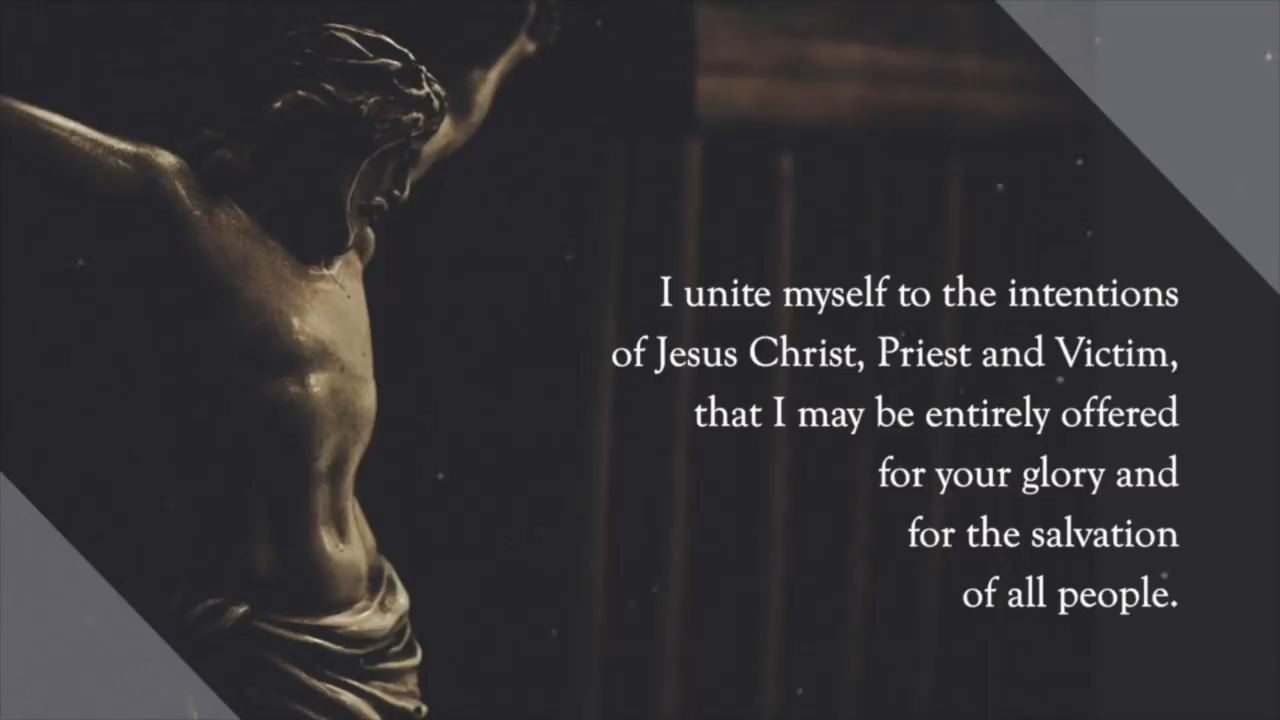 I unite myself to the intentions
of Jesus Christ, Priest and Victim,
that I may be entirely offered
for your glory and
for the salvation
of all people.